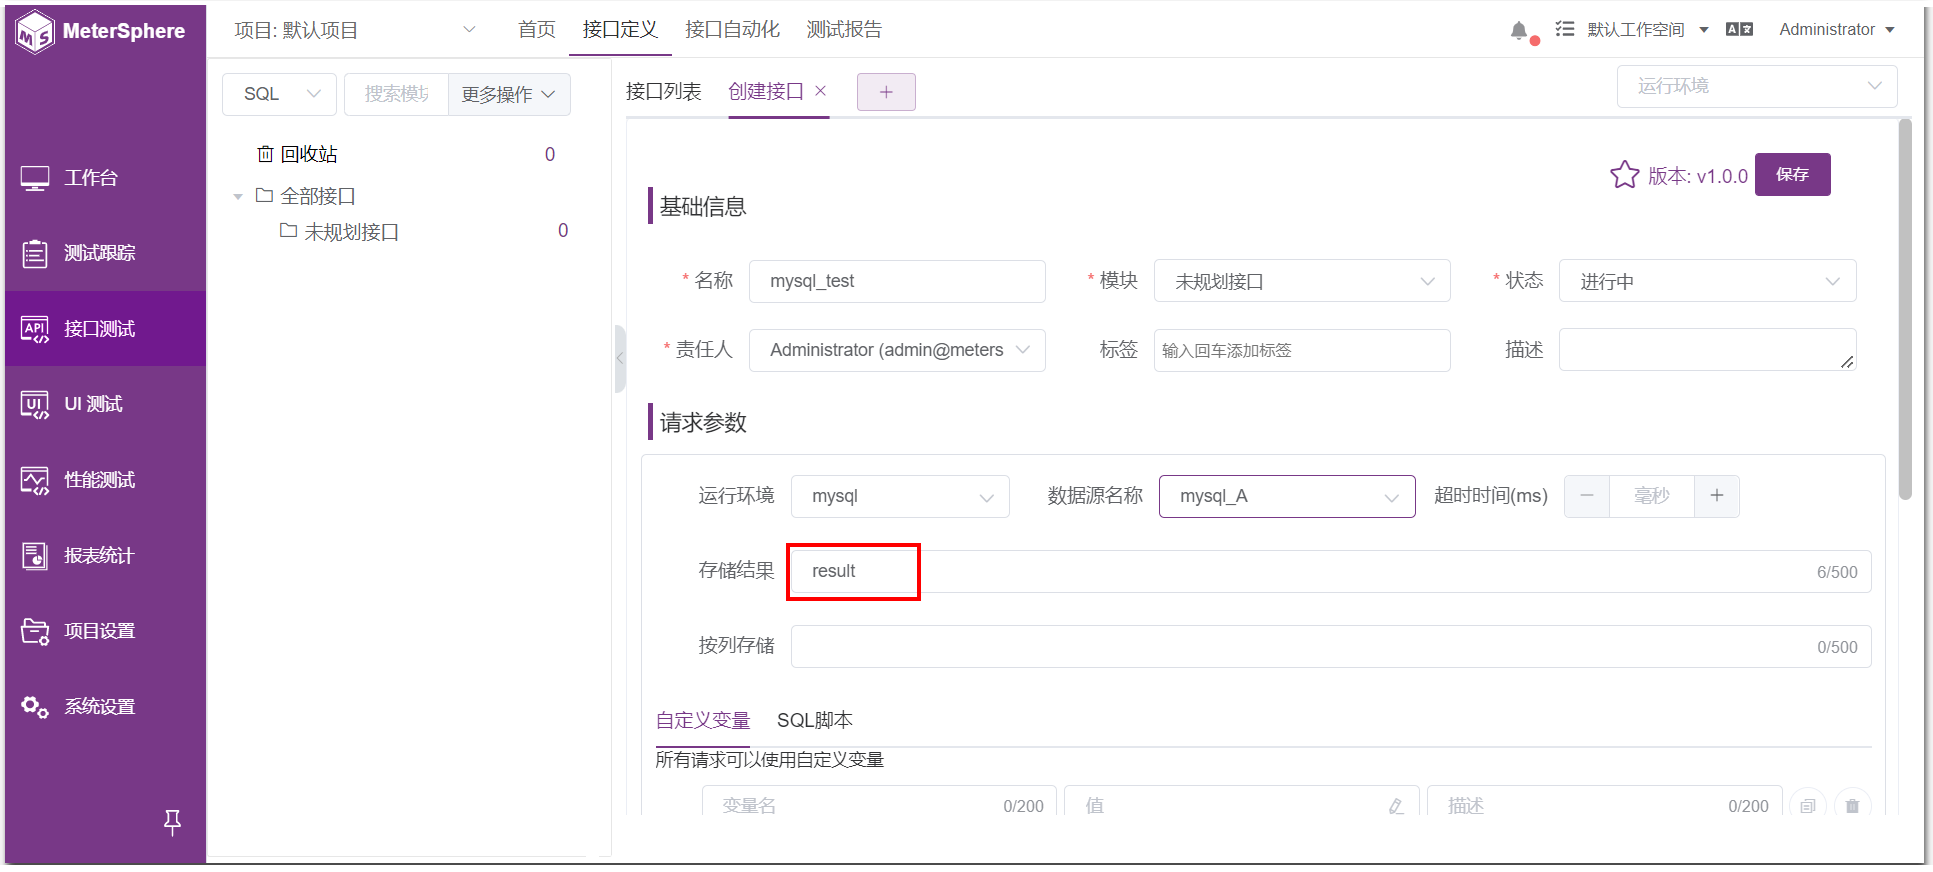 MS MeterSphere
项目: 默认项目
首页 接口定义 接口自动化 测试报告
默认工作空间 Administrator
SQL 搜索模块 更多操作
接口列表 创建接口 × +
运行环境
回收站 0
全部接口
未规划接口 0
工作台
测试跟踪
API 接口测试
UI UI 测试
性能测试
报表统计
项目设置
系统设置
版本: v1.0.0 保存
基础信息
* 名称 mysql_test * 模块 未规划接口 * 状态 进行中
* 责任人 Administrator (admin@meters 标签 输入回车添加标签 描述
请求参数
运行环境 mysql 数据源名称 mysql_A 超时时间(ms) − 毫秒 +
存储结果 result 6/500
按列存储 0/500
自定义变量 SQL脚本
所有请求可以使用自定义变量
变量名 0/200 值 描述 0/200